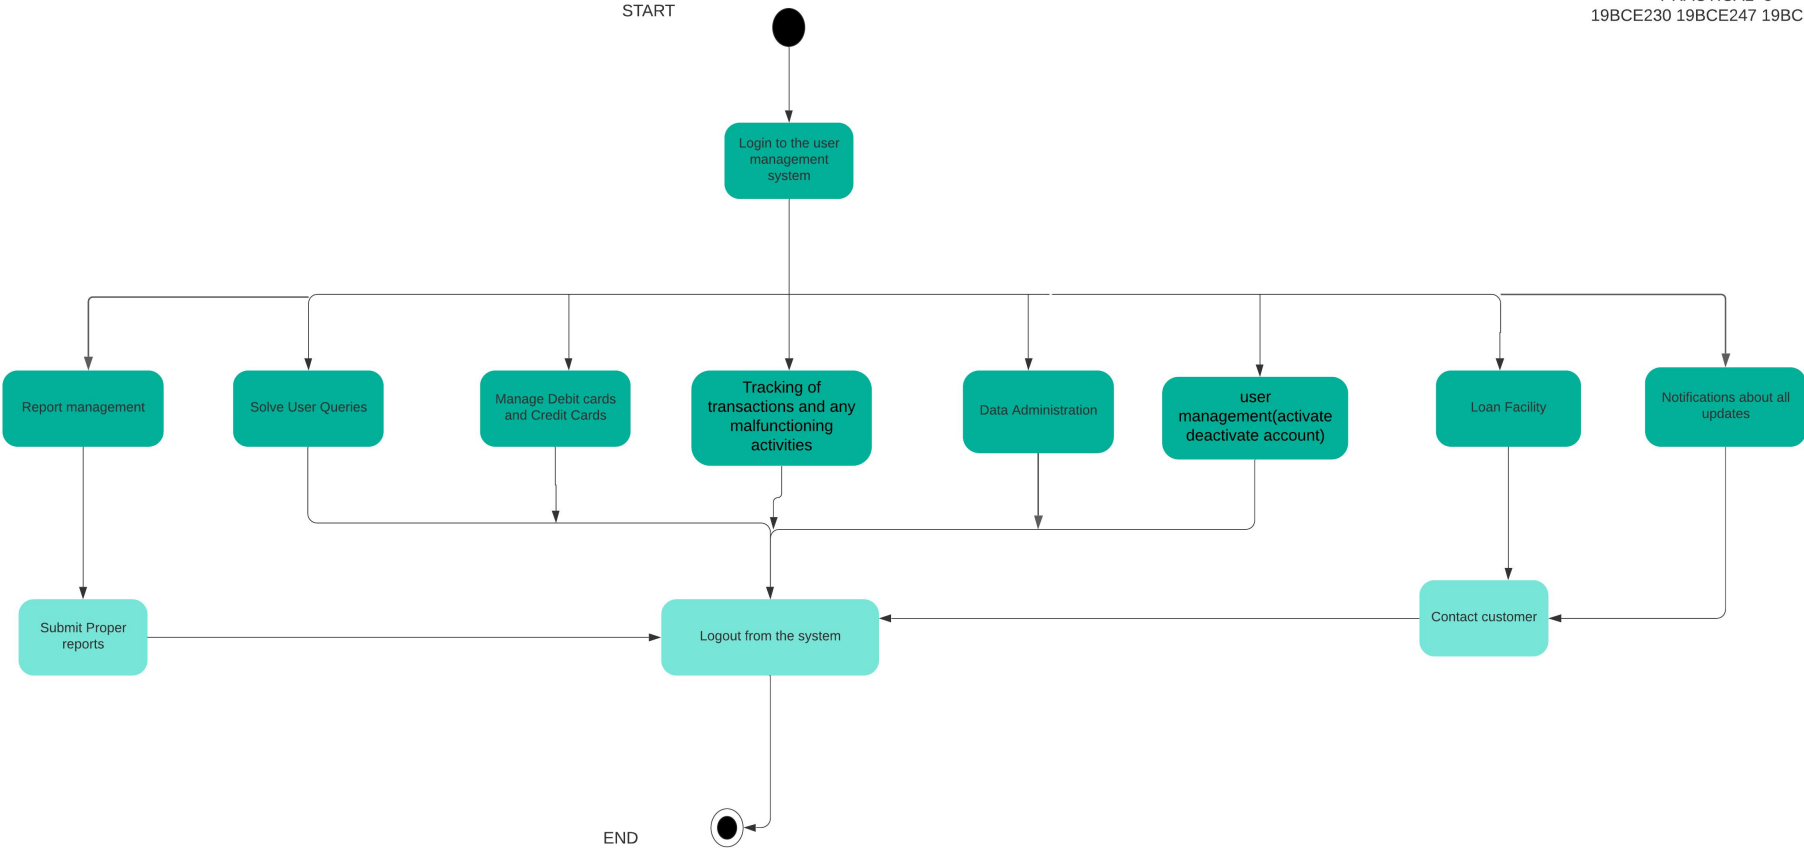 START
19BCE230 19BCE247 19BC
Login to the user
management
system
Report management
Solve User Queries
Manage Debit cards
and Credit Cards
Tracking of
transactions and any
malfunctioning
activities
Data Administration
user
management(activate
deactivate account)
Loan Facility
Notifications about all
updates
Submit Proper
reports
Logout from the system
Contact customer
END